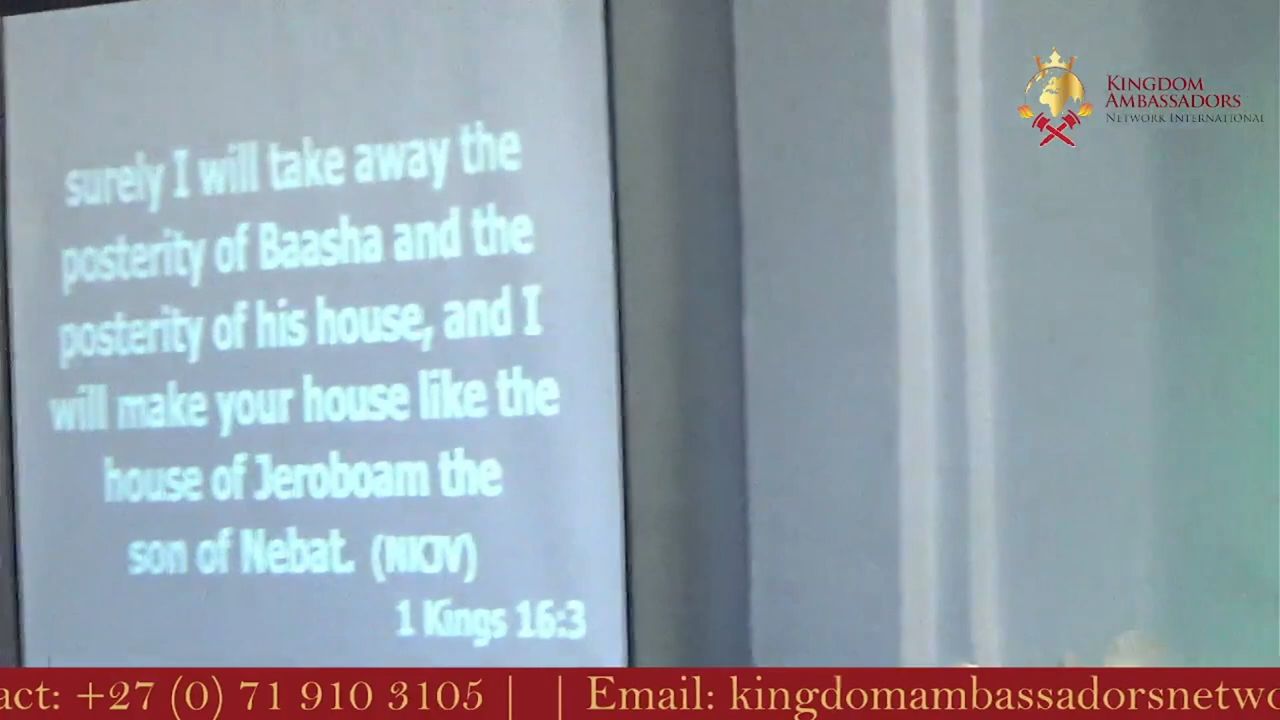 surely I will take away the
posterity of Baasha and the
posterity of his house, and I
will make your house like the
house of Jeroboam the
son of Nebat. (NKJV)
1 Kings 16:3
KINGDOM
AMBASSADORS
NETWORK INTERNATIONAL
act: +27 (0) 71 910 3105 | | Email: kingdomambassadorsnetwo